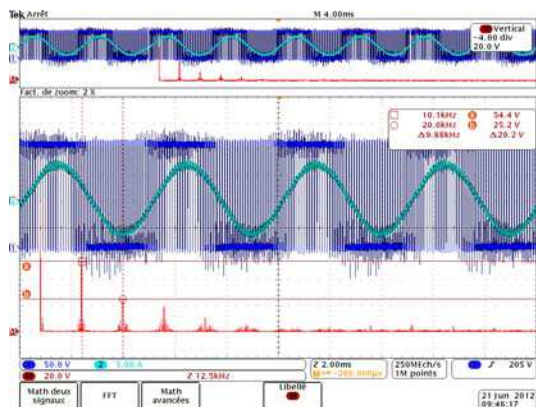 Tek Arrêt M 4.00ms
Vertical
-4.00 div
20.0 V
Fact. de zoom: 2 X
10.1kHz a 54.4 V
20.0kHz b 25.2 V
Δ9.88kHz Δ29.2 V
a
b
50.0 V 2 5.00 A
20.0 V Z 12.5kHz
Z 2.00ms
250MÉch/s
1M points
205 V
Math deux signaux
FFT
Math avancées
Libellé
21 Jun 2012
09:46:17